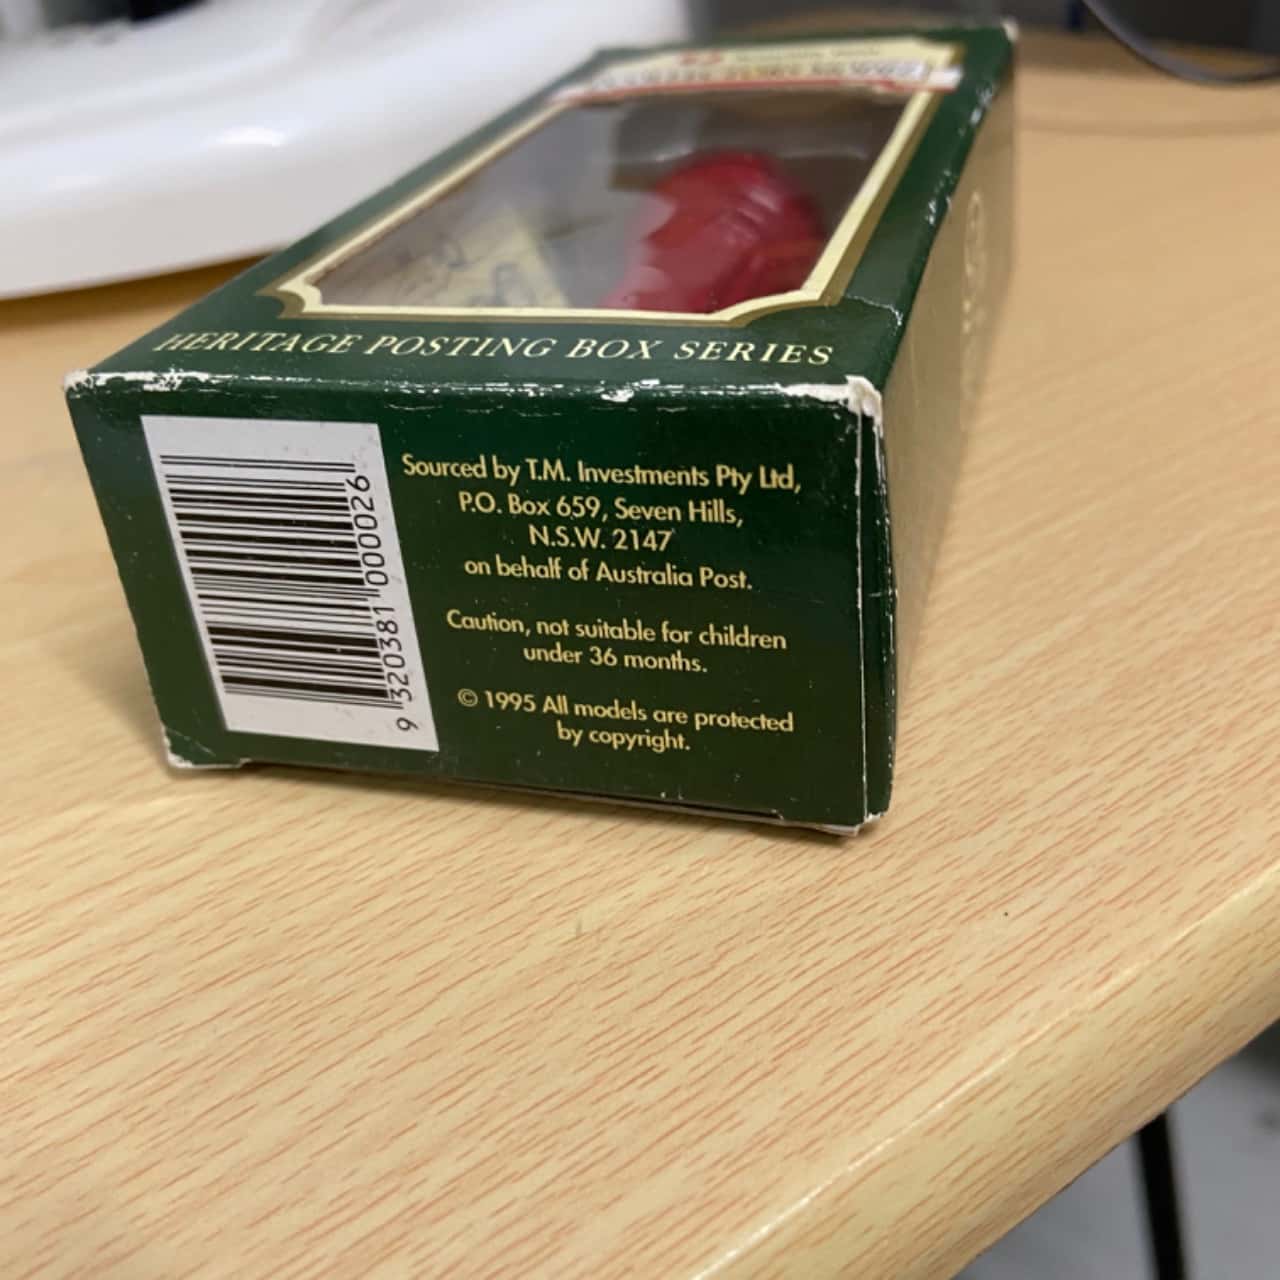 HERITAGE POSTING BOX SERIES
Sourced by T.M. Investments Pty Ltd,
P.O. Box 659, Seven Hills,
N.S.W. 2147
on behalf of Australia Post.
Caution, not suitable for children
under 36 months.
© 1995 All models are protected
by copyright.
9 320381 000026